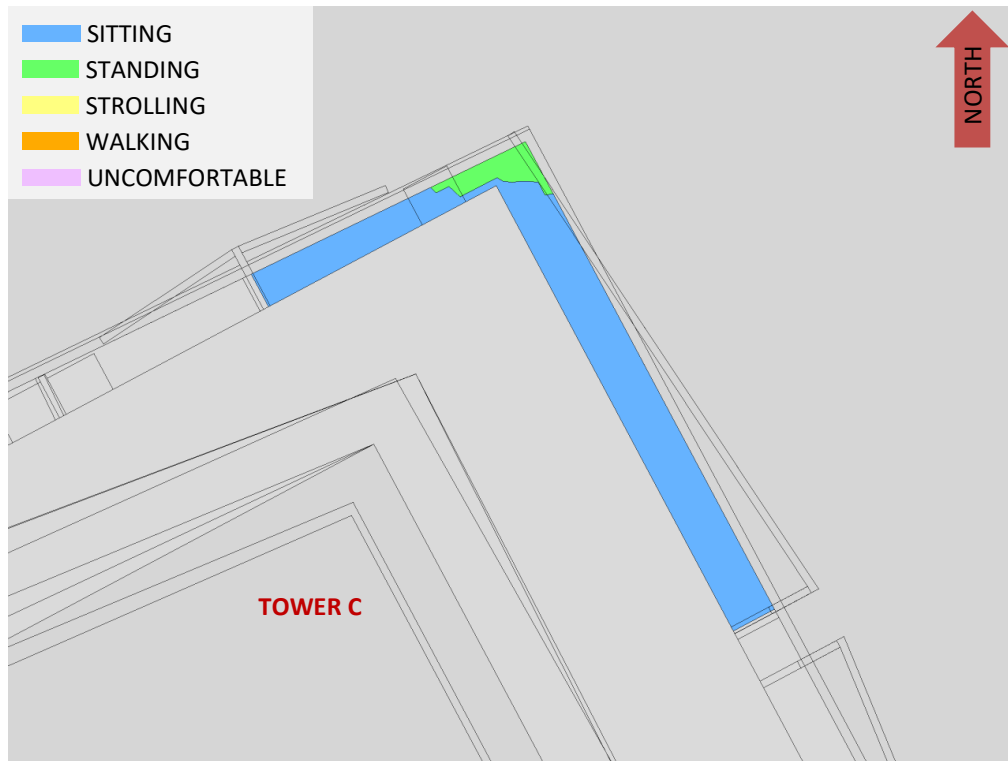 SITTING
STANDING
STROLLING
WALKING
UNCOMFORTABLE
NORTH
TOWER C